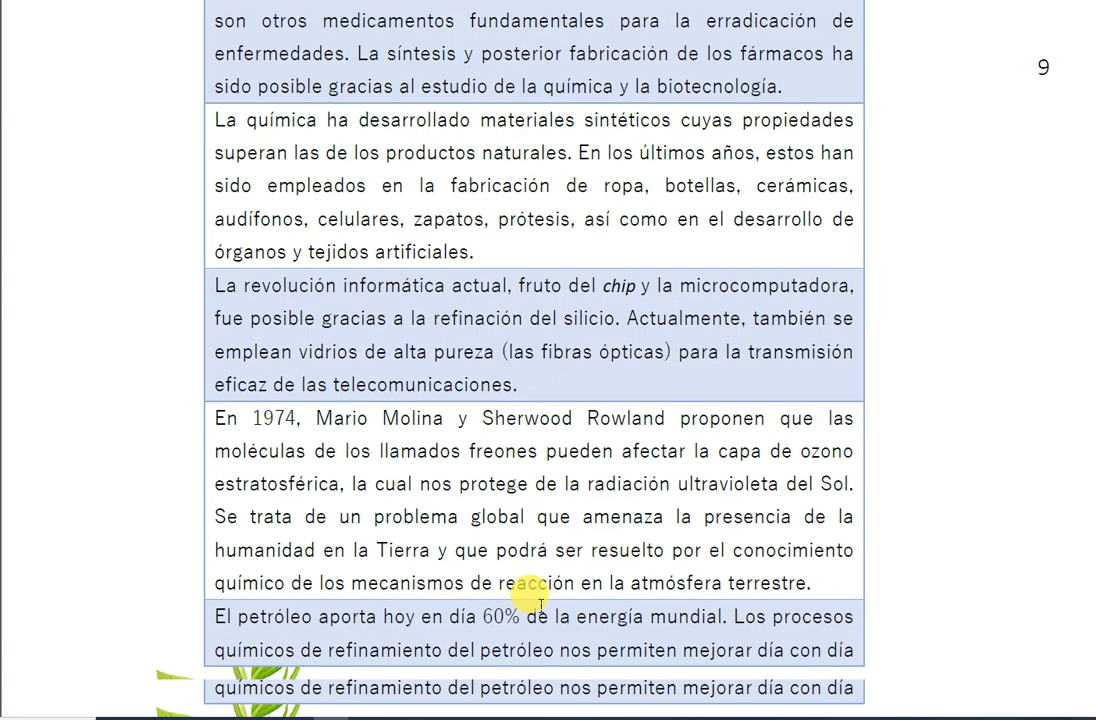 son otros medicamentos fundamentales para la erradicación de
enfermedades. La síntesis y posterior fabricación de los fármacos ha
sido posible gracias al estudio de la química y la biotecnología.
9
La química ha desarrollado materiales sintéticos cuyas propiedades
superan las de los productos naturales. En los últimos años, estos han
sido empleados en la fabricación de ropa, botellas, cerámicas,
audífonos, celulares, zapatos, prótesis, así como en el desarrollo de
órganos y tejidos artificiales.
La revolución informática actual, fruto del chip y la microcomputadora,
fue posible gracias a la refinación del silicio. Actualmente, también se
emplean vidrios de alta pureza (las fibras ópticas) para la transmisión
eficaz de las telecomunicaciones.
En 1974, Mario Molina y Sherwood Rowland proponen que las
moléculas de los llamados freones pueden afectar la capa de ozono
estratosférica, la cual nos protege de la radiación ultravioleta del Sol.
Se trata de un problema global que amenaza la presencia de la
humanidad en la Tierra y que podrá ser resuelto por el conocimiento
químico de los mecanismos de reacción en la atmósfera terrestre.
El petróleo aporta hoy en día 60% de la energía mundial. Los procesos
químicos de refinamiento del petróleo nos permiten mejorar día con día
químicos de refinamiento del petróleo nos permiten mejorar día con día